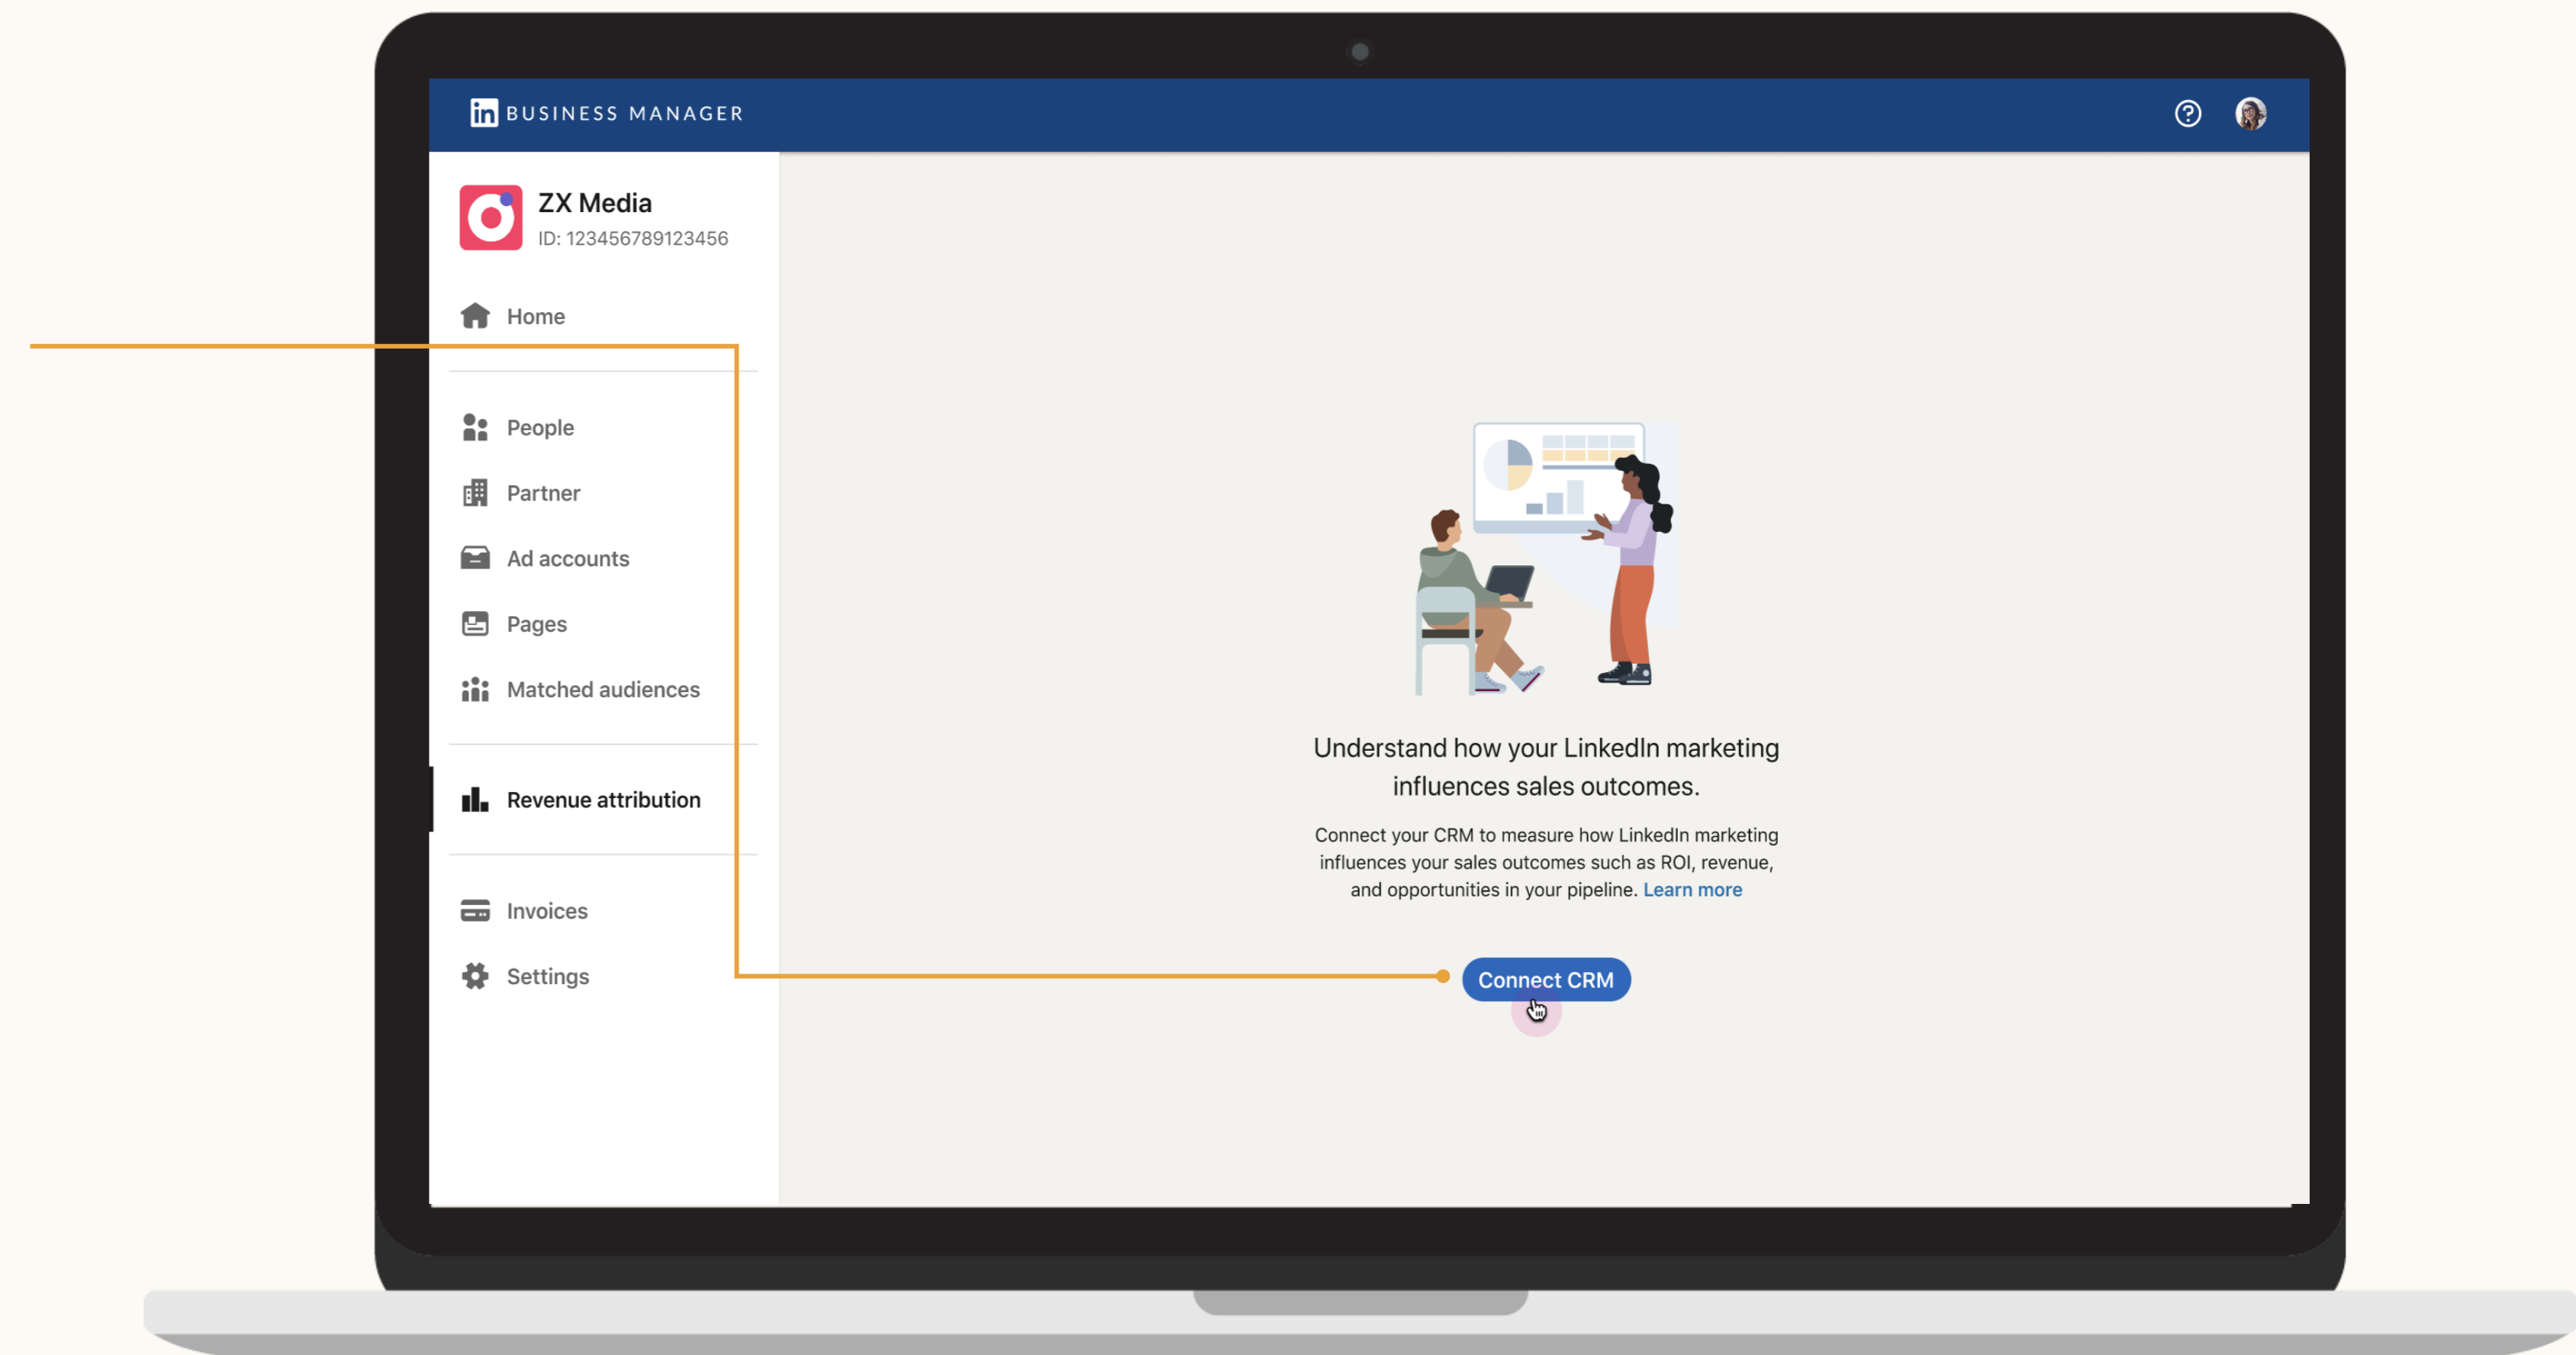 in BUSINESS MANAGER
ZX Media
ID: 123456789123456
Home
People
Partner
Ad accounts
Pages
Matched audiences
Revenue attribution
Invoices
Settings
Understand how your LinkedIn marketing
influences sales outcomes.
Connect your CRM to measure how LinkedIn marketing
influences your sales outcomes such as ROI, revenue,
and opportunities in your pipeline. Learn more
Connect CRM